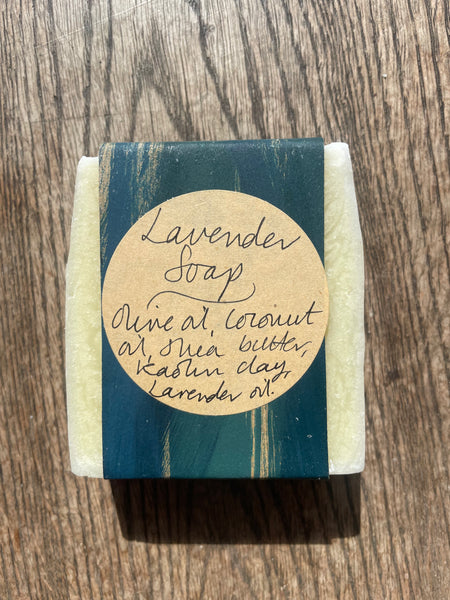 Lavender
Soap
Olive oil, Coconut
oil, Shea butter,
Kaolin clay,
Lavender oil.